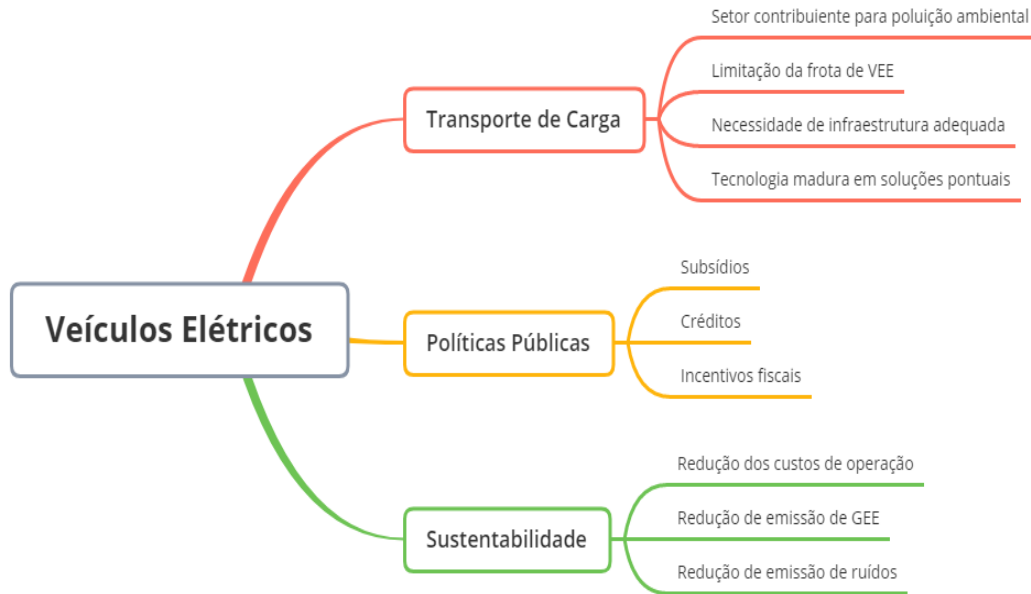 Veículos Elétricos
Transporte de Carga
Setor contribuiente para poluição ambiental
Limitação da frota de VEE
Necessidade de infraestrutura adequada
Tecnologia madura em soluções pontuais
Políticas Públicas
Subsídios
Créditos
Incentivos fiscais
Sustentabilidade
Redução dos custos de operação
Redução de emissão de GEE
Redução de emissão de ruídos